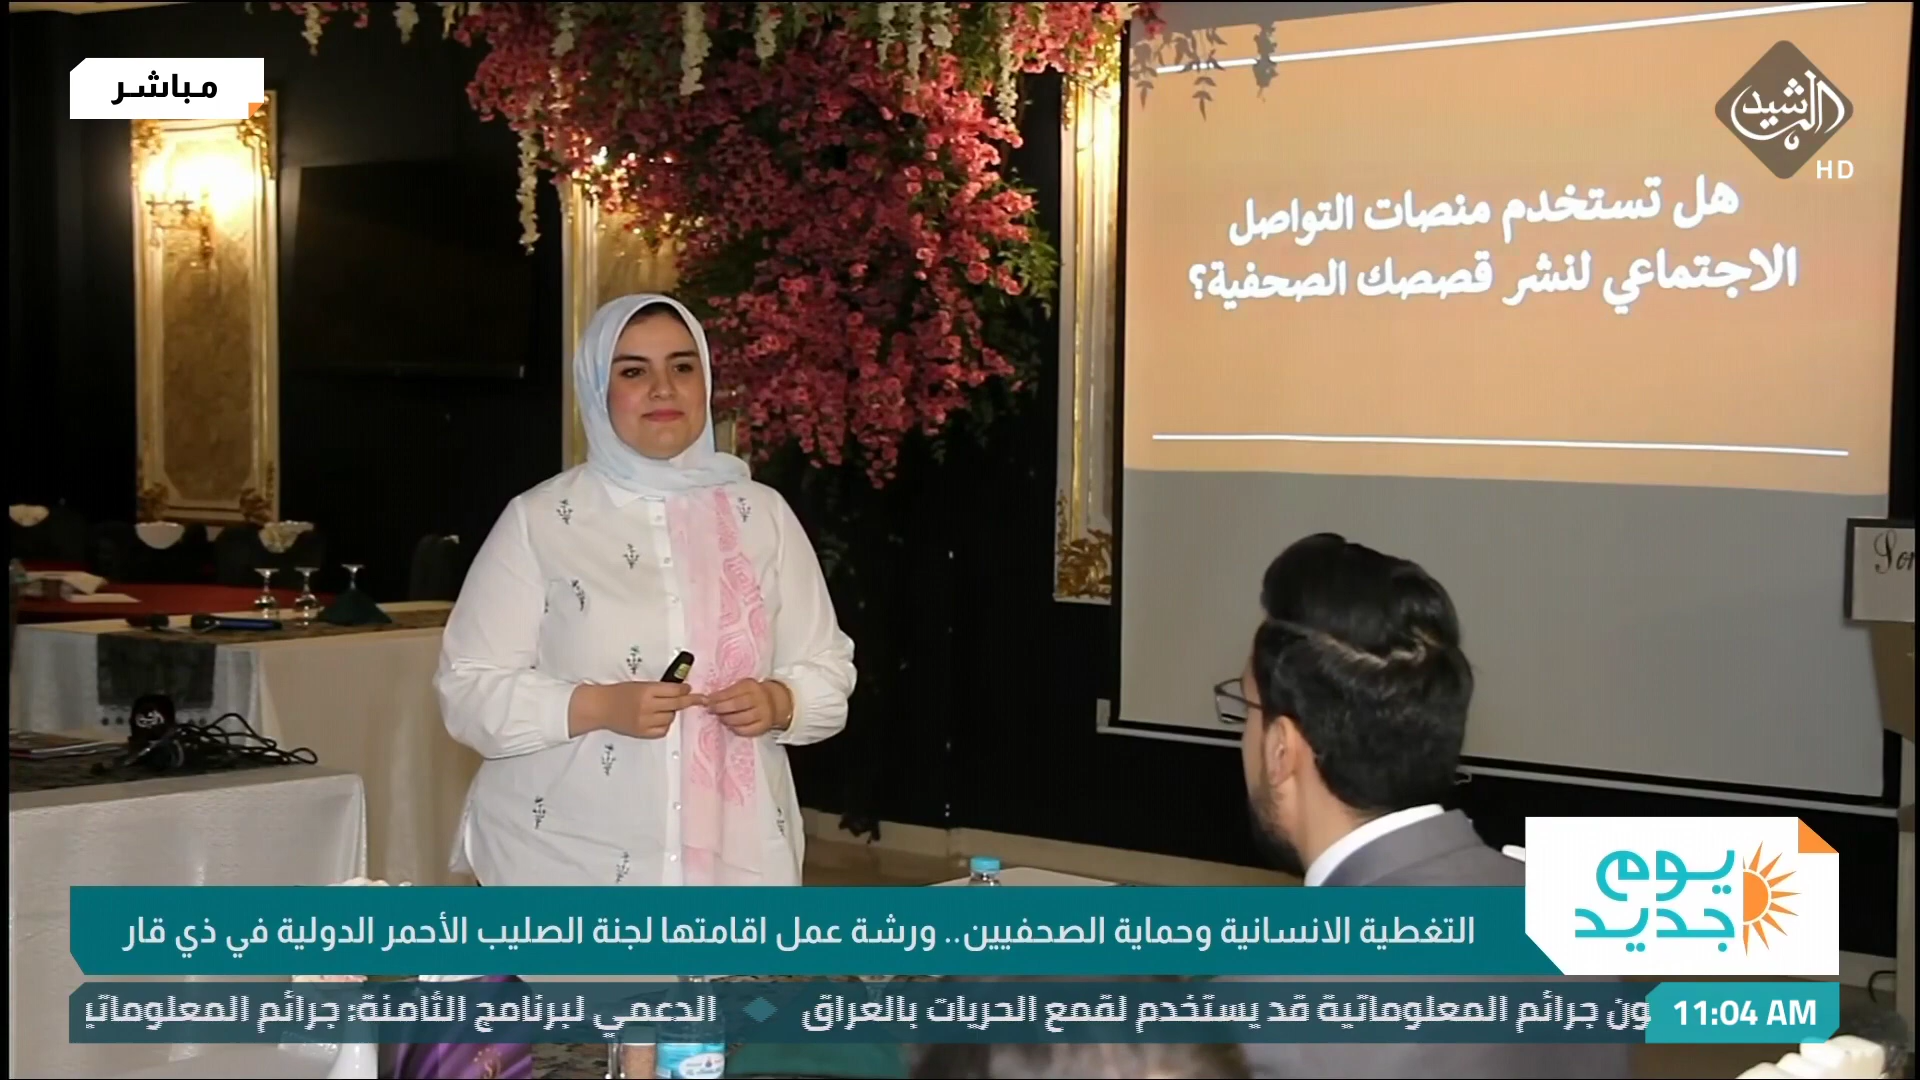 مباشر
الرشيد
HD
هل تستخدم منصات التواصل
الاجتماعي لنشر قصصك الصحفية؟
يوم
جديد
التغطية الانسانية وحماية الصحفيين.. ورشة عمل اقامتها لجنة الصليب الأحمر الدولية في ذي قار
11:04 AM
ون جرائم المعلوماتية قد يستخدم لقمع الحريات بالعراق
الدعمي لبرنامج الثامنة: جرائم المعلوماتي